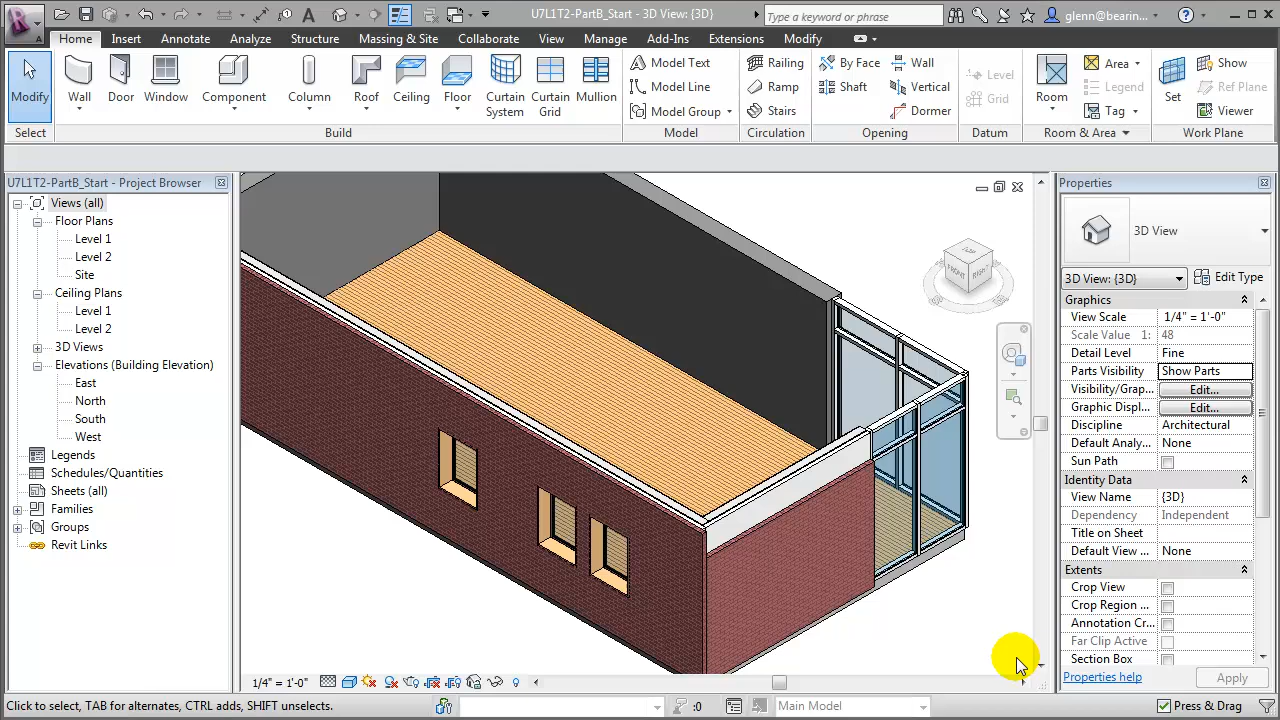 U7L1T2-PartB_Start - 3D View: {3D}
Type a keyword or phrase
glenn@bearin...
Home Insert Annotate Analyze Structure Massing & Site Collaborate View Manage Add-Ins Extensions Modify
Modify Wall Door Window Component Column Roof Ceiling Floor Curtain System Curtain Grid Mullion
Model Text
Model Line
Model Group
Railing
Ramp
Stairs
By Face
Shaft
Wall
Vertical
Dormer
Level
Grid
Room
Area
Legend
Tag
Set
Show
Ref Plane
Viewer
Select Build Model Circulation Opening Datum Room & Area Work Plane
U7L1T2-PartB_Start - Project Browser
Views (all)
Floor Plans
Level 1
Level 2
Site
Ceiling Plans
Level 1
Level 2
3D Views
Elevations (Building Elevation)
East
North
South
West
Legends
Schedules/Quantities
Sheets (all)
Families
Groups
Revit Links
TOP
FRONT
RIGHT
Properties
3D View
3D View: {3D} Edit Type
Graphics
View Scale 1/4" = 1'-0"
Scale Value 1: 48
Detail Level Fine
Parts Visibility Show Parts
Visibility/Grap... Edit...
Graphic Displ... Edit...
Discipline Architectural
Default Analy... None
Sun Path
Identity Data
View Name {3D}
Dependency Independent
Title on Sheet
Default View ... None
Extents
Crop View
Crop Region ...
Annotation Cr...
Far Clip Active
Section Box
Properties help Apply
1/4" = 1'-0"
Click to select, TAB for alternates, CTRL adds, SHIFT unselects.
:0
Main Model
Press & Drag